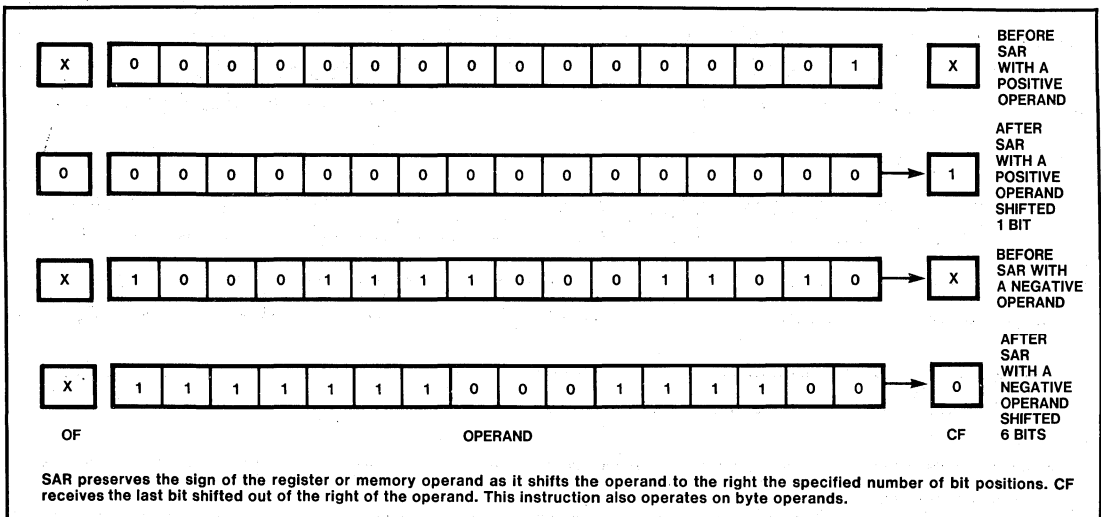 X 0 0 0 0 0 0 0 0 0 0 0 0 0 0 0 1 X
BEFORE
SAR
WITH A
POSITIVE
OPERAND
0 0 0 0 0 0 0 0 0 0 0 0 0 0 0 0 0 1
AFTER
SAR
WITH A
POSITIVE
OPERAND
SHIFTED
1 BIT
X 1 0 0 0 1 1 1 1 0 0 0 1 1 0 1 0 X
BEFORE
SAR WITH
A NEGATIVE
OPERAND
X 1 1 1 1 1 1 1 0 0 0 1 1 1 1 0 0 0
AFTER
SAR
WITH A
NEGATIVE
OPERAND
SHIFTED
6 BITS
OF OPERAND CF
SAR preserves the sign of the register or memory operand as it shifts the operand to the right the specified number of bit positions. CF
receives the last bit shifted out of the right of the operand. This instruction also operates on byte operands.